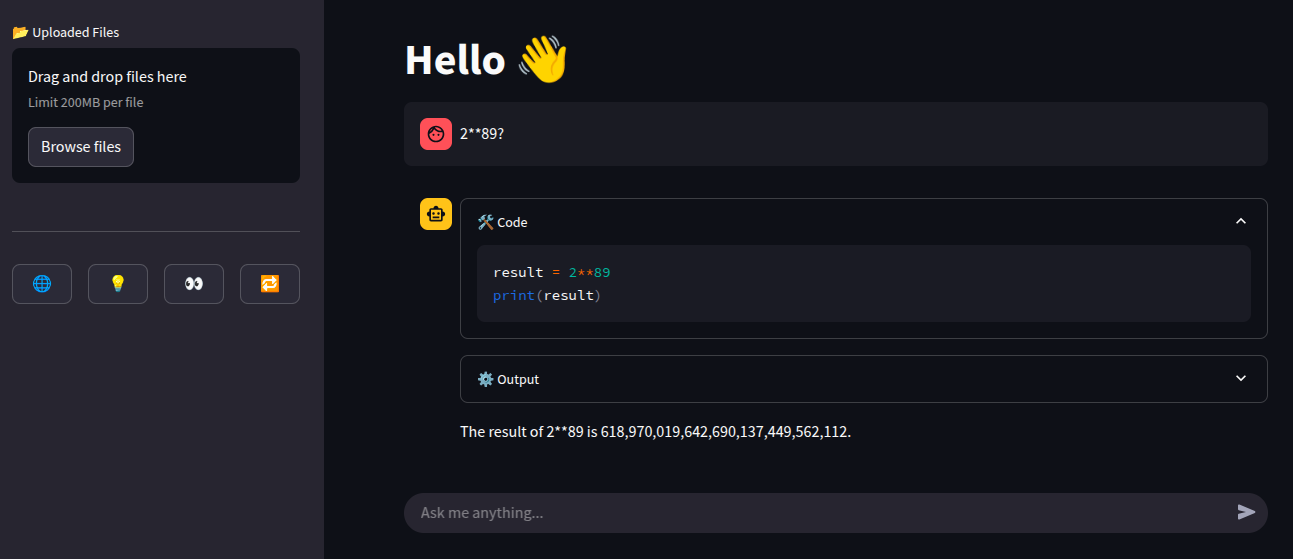 📂 Uploaded Files
Drag and drop files here
Limit 200MB per file
Browse files
Hello 👋
2**89?
🛠️ Code
result = 2**89
print(result)
⚙️ Output
The result of 2**89 is 618,970,019,642,690,137,449,562,112.
Ask me anything...